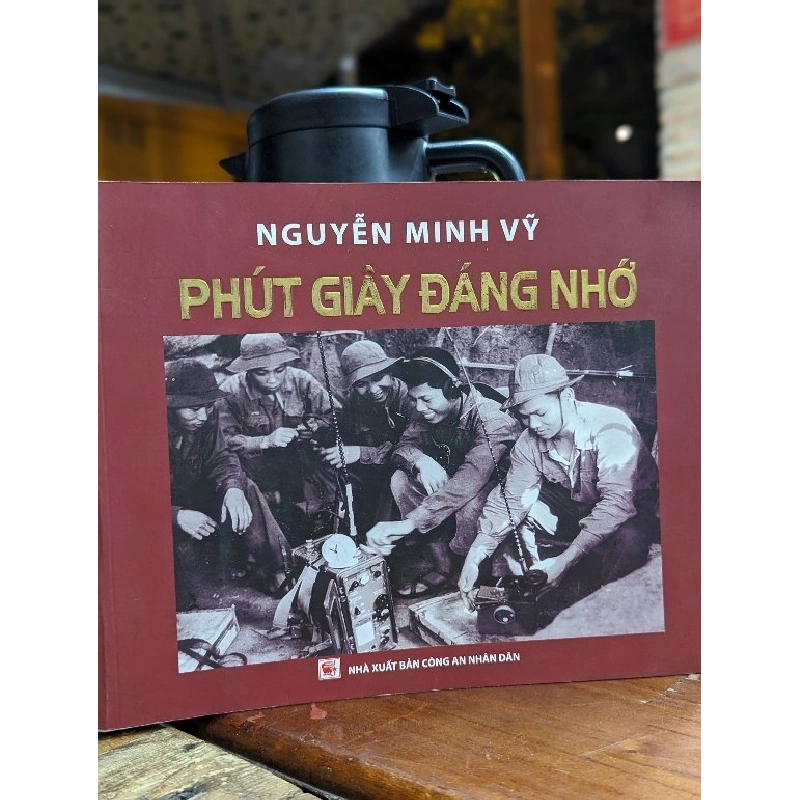 NGUYỄN MINH VỸ
PHÚT GIÂY ĐÁNG NHỚ
NHÀ XUẤT BẢN CÔNG AN NHÂN DÂN